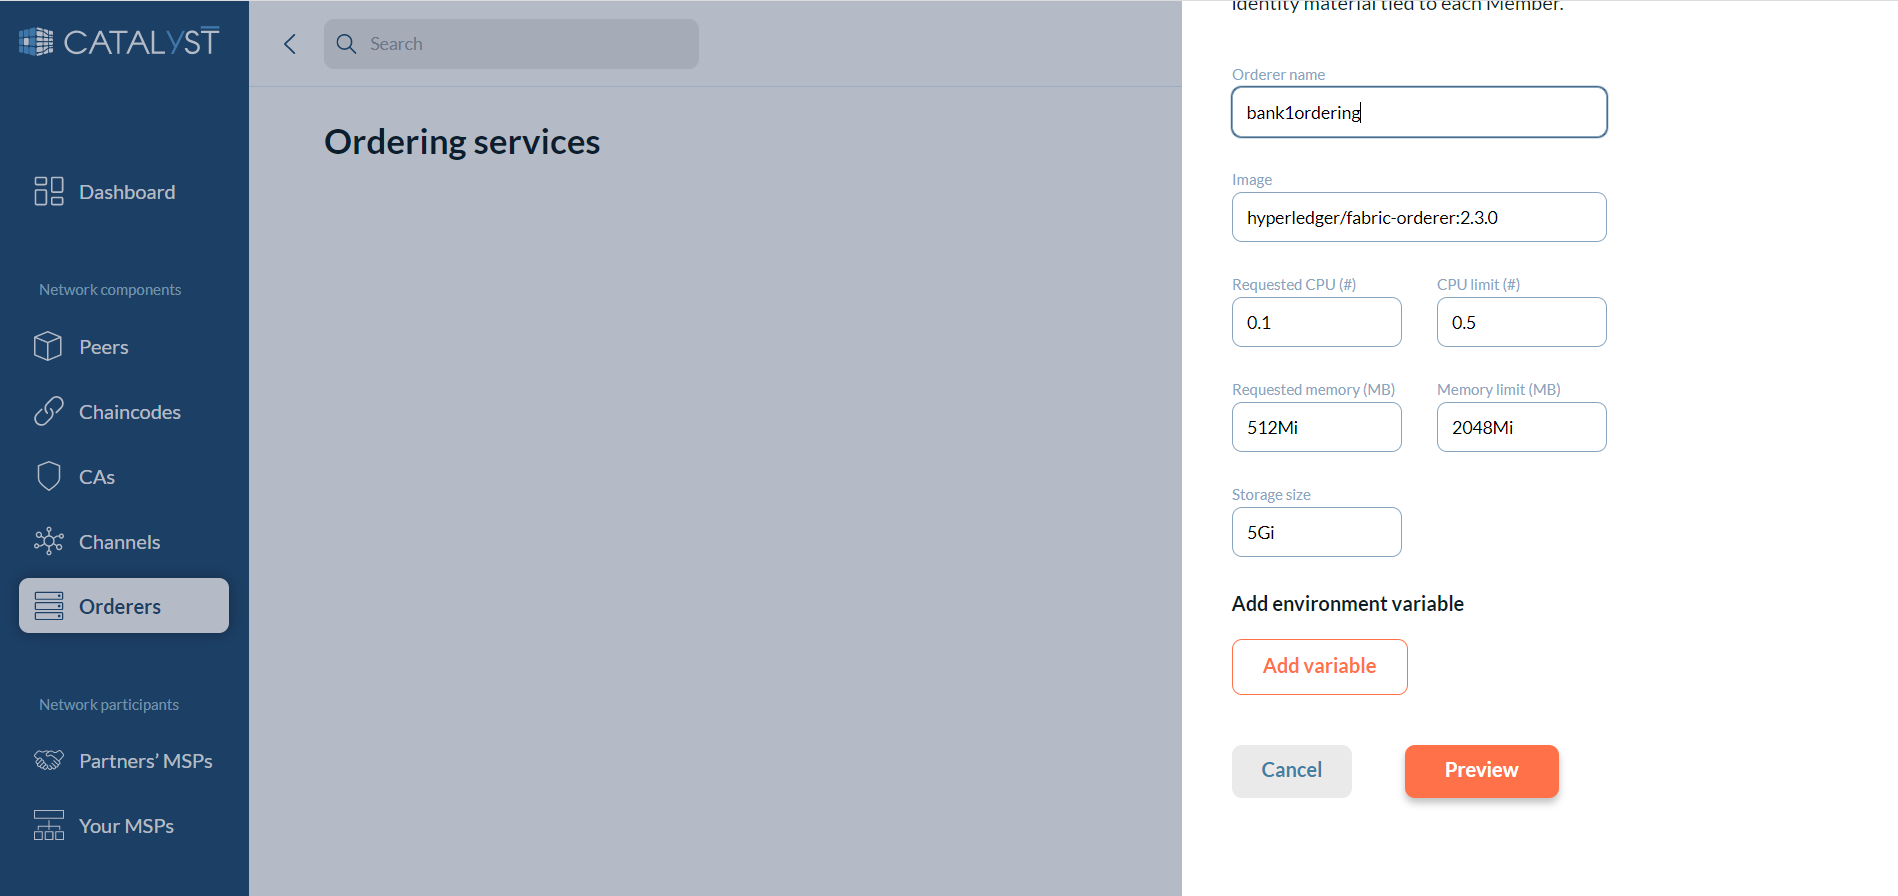 CATALYST
Search
Dashboard
Network components
Peers
Chaincodes
CAs
Channels
Orderers
Network participants
Partners’ MSPs
Your MSPs
Ordering services
identity material tied to each Member.
Orderer name
bank1ordering
Image
hyperledger/fabric-orderer:2.3.0
Requested CPU (#) CPU limit (#)
0.1 0.5
Requested memory (MB) Memory limit (MB)
512Mi 2048Mi
Storage size
5Gi
Add environment variable
Add variable
Cancel Preview